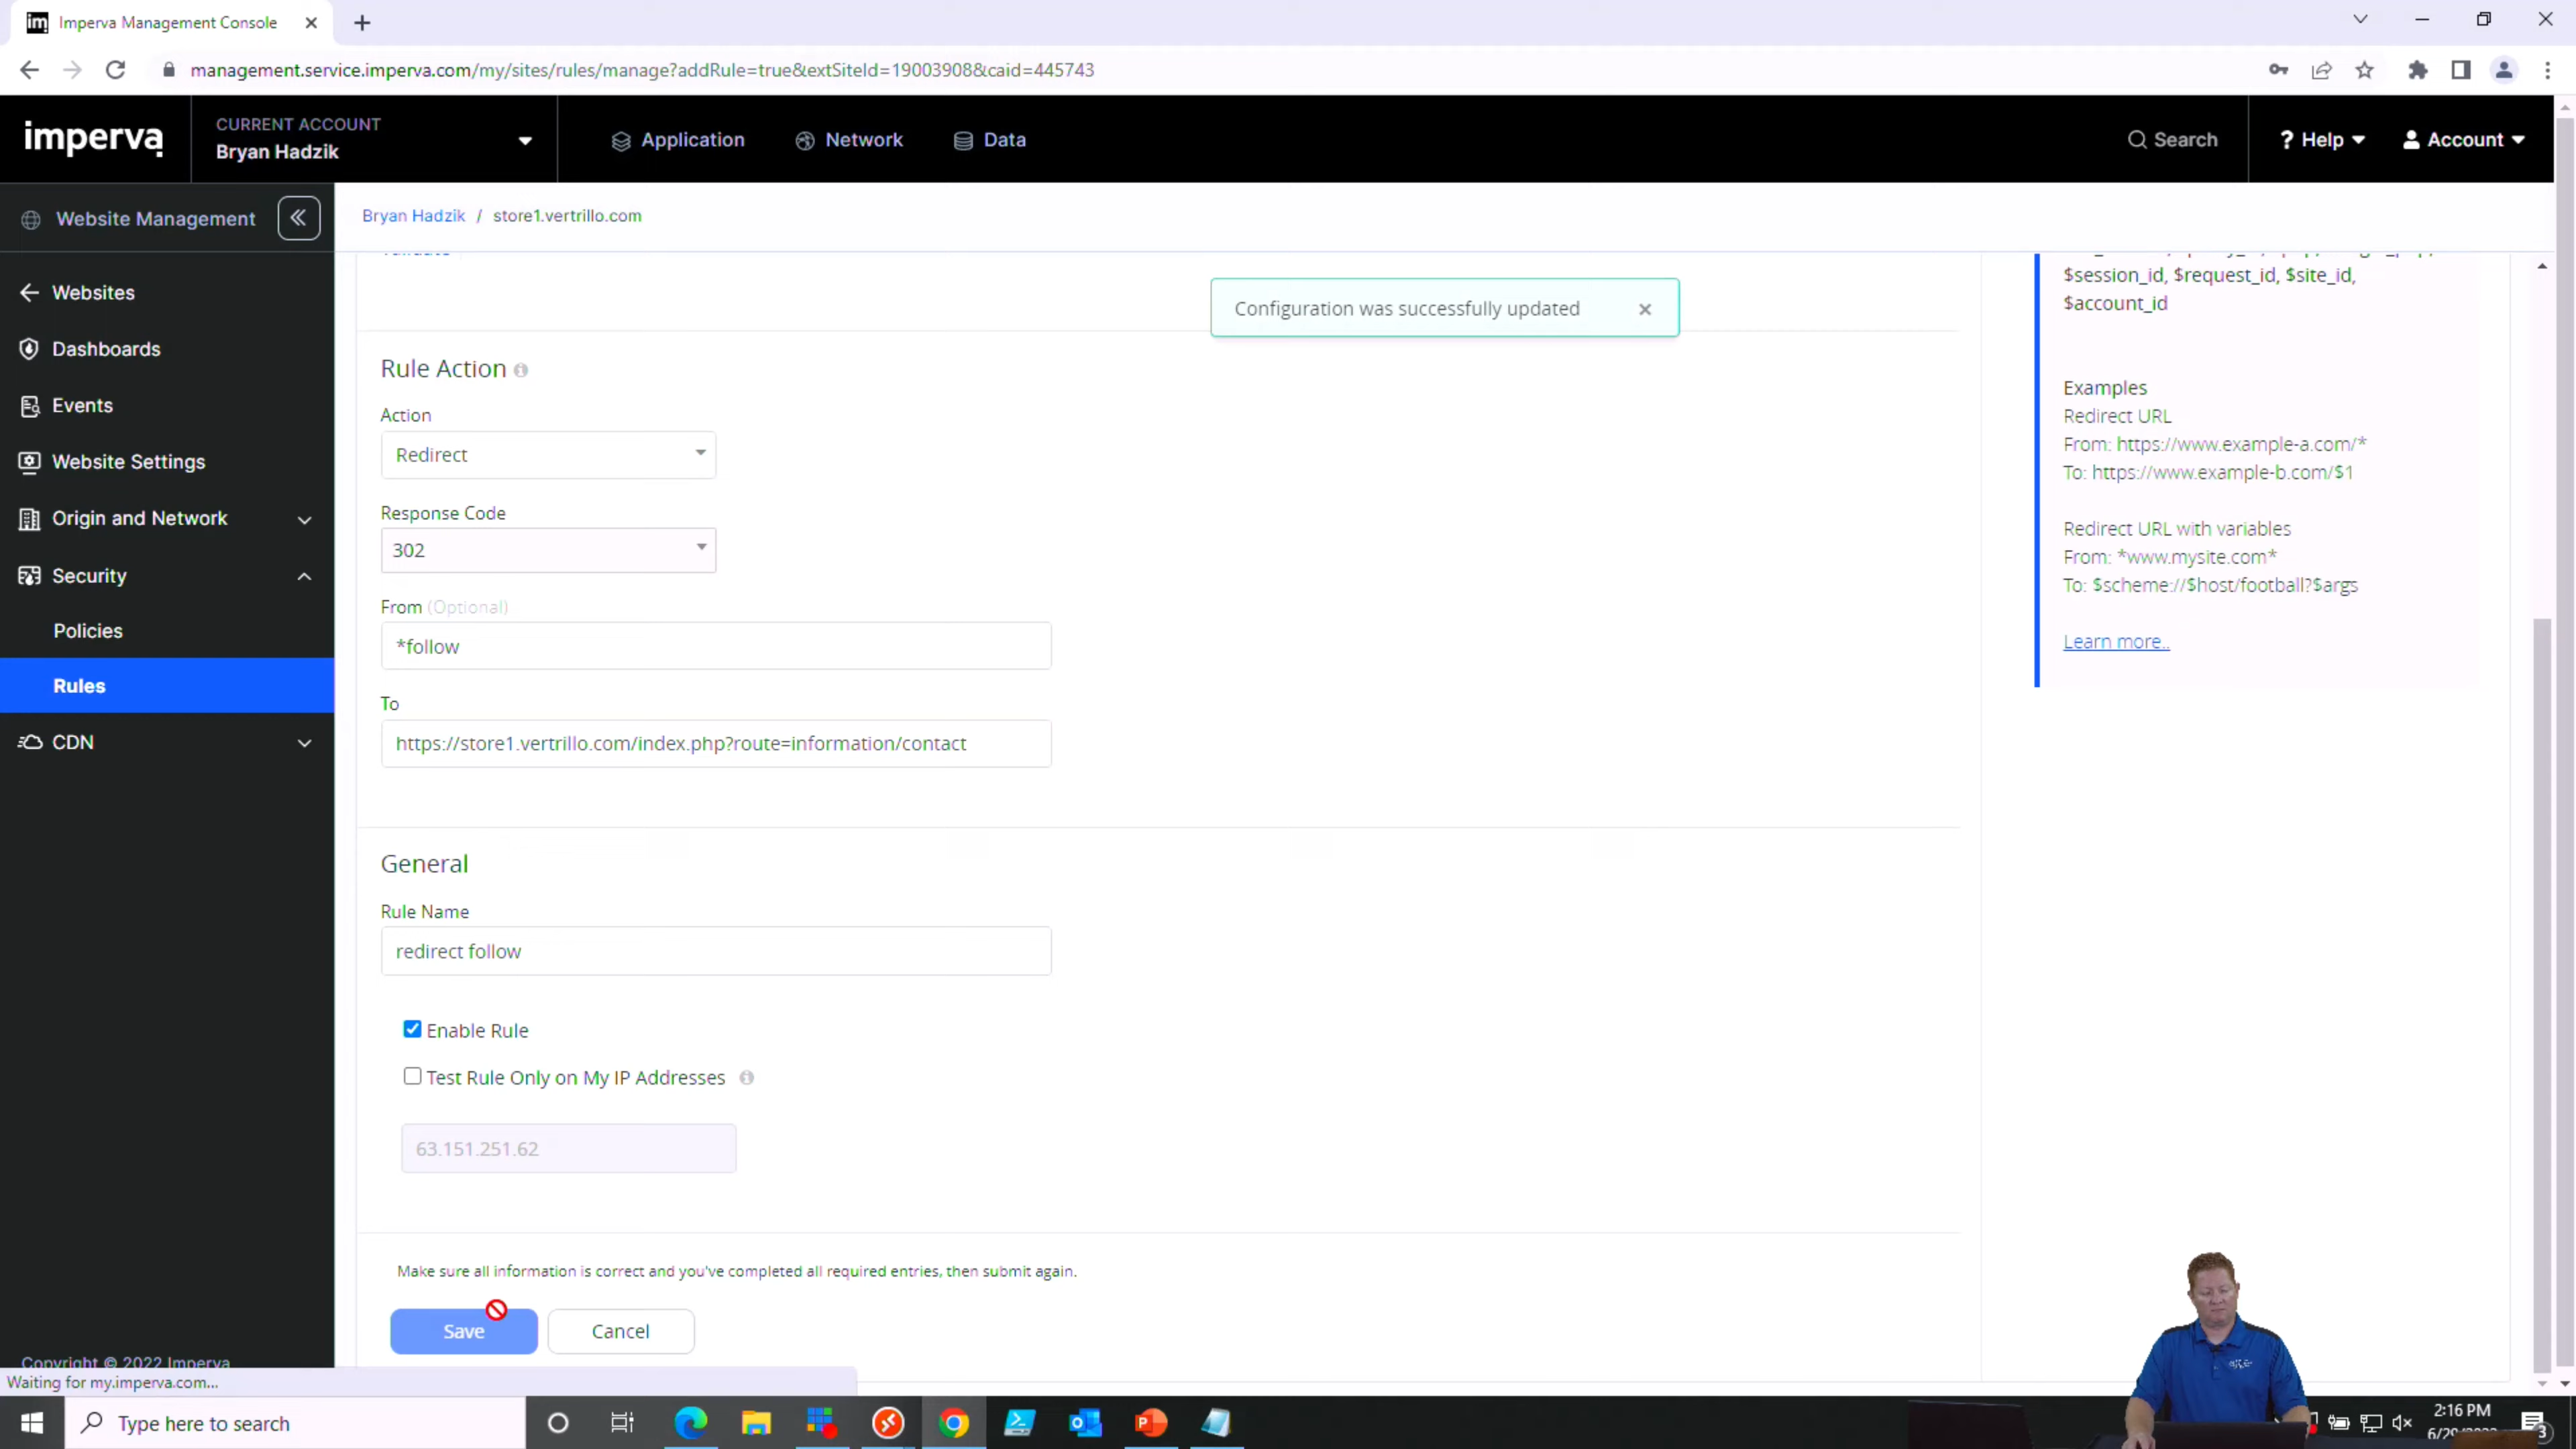 Imperva Management Console
management.service.imperva.com/my/sites/rules/manage?addRule=true&extSiteId=19003908&caid=445743
imperva
CURRENT ACCOUNT
Bryan Hadzik
Application
Network
Data
Search
? Help
Account
Website Management
Bryan Hadzik / store1.vertrillo.com
Websites
Dashboards
Events
Website Settings
Origin and Network
Security
Policies
Rules
CDN
Copyright © 2022 Imperva
Waiting for my.imperva.com...
Configuration was successfully updated
Rule Action
Action
Redirect
Response Code
302
From (Optional)
*follow
To
https://store1.vertrillo.com/index.php?route=information/contact
General
Rule Name
redirect follow
Enable Rule
Test Rule Only on My IP Addresses
63.151.251.62
Make sure all information is correct and you've completed all required entries, then submit again.
Save
Cancel
$session_id, $request_id, $site_id,
$account_id
Examples
Redirect URL
From: https://www.example-a.com/*
To: https://www.example-b.com/$1
Redirect URL with variables
From: *www.mysite.com*
To: $scheme://$host/football?$args
Learn more..
Type here to search
2:16 PM
3